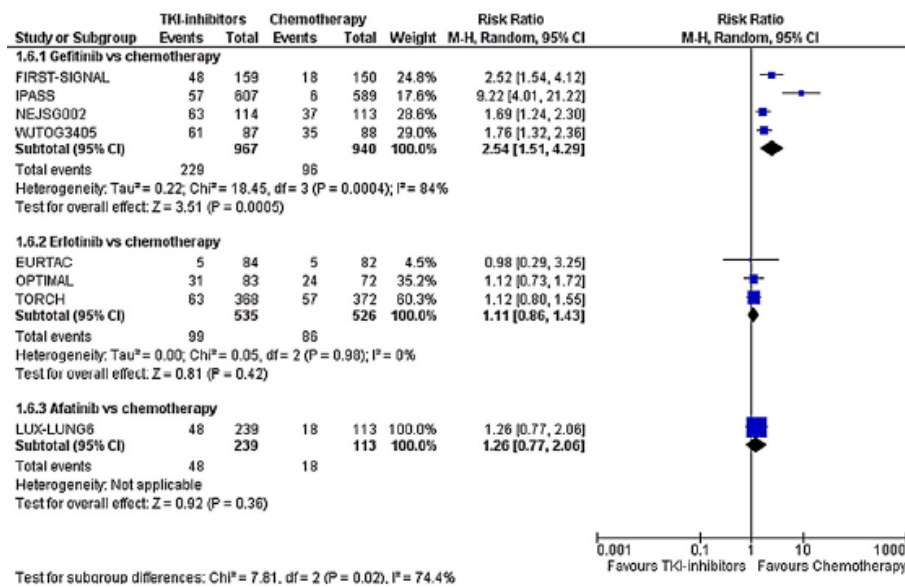 TKI-inhibitors Chemotherapy Risk Ratio Risk Ratio
Study or Subgroup Events Total Events Total Weight M-H, Random, 95% CI M-H, Random, 95% CI
1.6.1 Gefitinib vs chemotherapy
FIRST-SIGNAL 48 159 18 150 24.8% 2.52 [1.54, 4.12]
IPASS 57 607 6 589 17.6% 9.22 [4.01, 21.22]
NEJSG002 63 114 37 113 28.6% 1.69 [1.24, 2.30]
WJTOG3405 61 87 35 88 29.0% 1.76 [1.32, 2.36]
Subtotal (95% CI) 967 940 100.0% 2.54 [1.51, 4.29]
Total events 229 96
Heterogeneity: Tau² = 0.22; Chi² = 18.45, df = 3 (P = 0.0004); I² = 84%
Test for overall effect: Z = 3.51 (P = 0.0005)
1.6.2 Erlotinib vs chemotherapy
EURTAC 5 84 5 82 4.5% 0.98 [0.29, 3.25]
OPTIMAL 31 83 24 72 35.2% 1.12 [0.73, 1.72]
TORCH 63 368 57 372 60.3% 1.12 [0.80, 1.55]
Subtotal (95% CI) 535 526 100.0% 1.11 [0.86, 1.43]
Total events 99 86
Heterogeneity: Tau² = 0.00; Chi² = 0.05, df = 2 (P = 0.98); I² = 0%
Test for overall effect: Z = 0.81 (P = 0.42)
1.6.3 Afatinib vs chemotherapy
LUX-LUNG6 48 239 18 113 100.0% 1.26 [0.77, 2.06]
Subtotal (95% CI) 239 113 100.0% 1.26 [0.77, 2.06]
Total events 48 18
Heterogeneity: Not applicable
Test for overall effect: Z = 0.92 (P = 0.36)
0.001 0.1 1 10 1000
Favours TKI-inhibitors Favours Chemotherapy
Test for subgroup differences: Chi² = 7.81, df = 2 (P = 0.02), I² = 74.4%